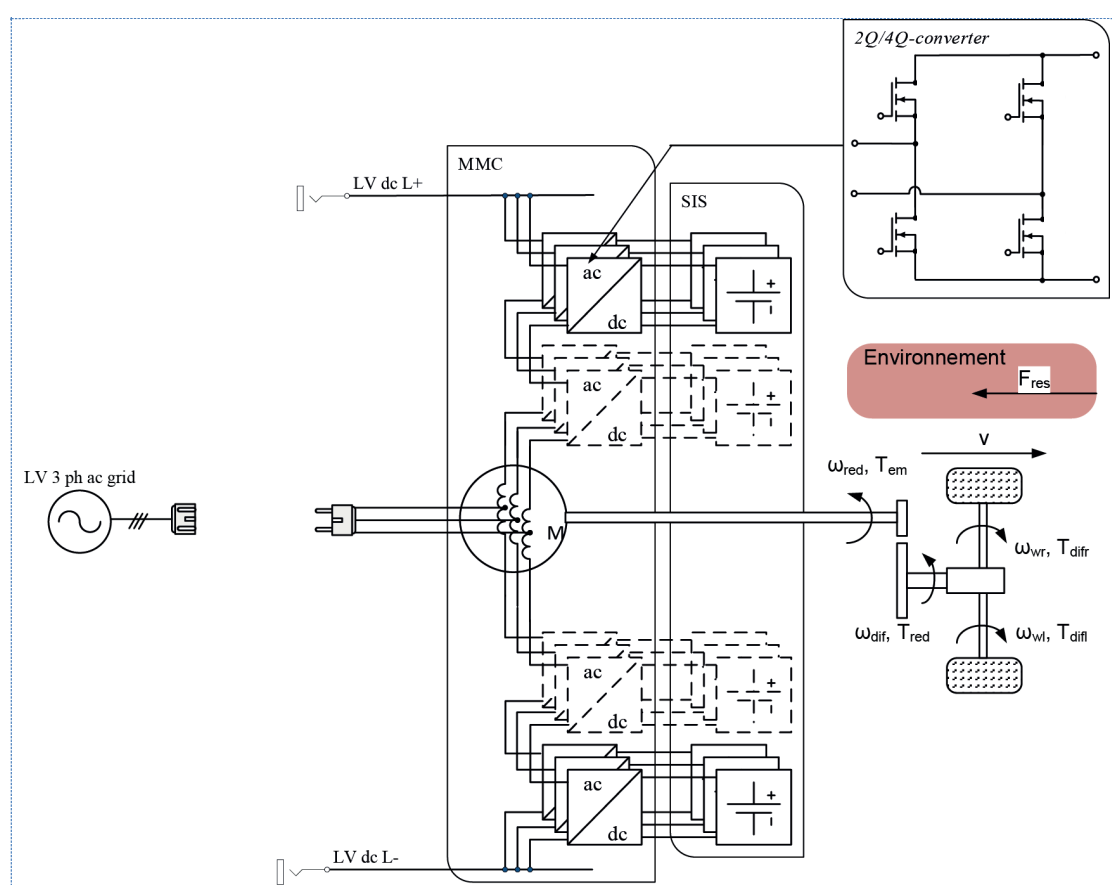 2Q/4Q-converter
MMC
LV dc L+
SIS
ac
dc
+
Environnement
Fres
ac
dc
+
v
ωred, Tem
LV 3 ph ac grid
M
ωwr, Tdifr
ωdif, Tred
ωwl, Tdifl
ac
dc
+
ac
dc
+
LV dc L-